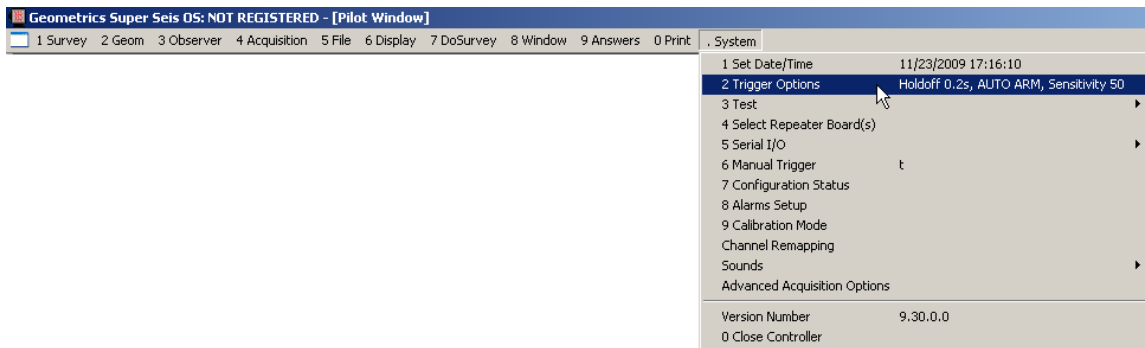 Geometrics Super Seis OS: NOT REGISTERED - [Pilot Window]
1 Survey 2 Geom 3 Observer 4 Acquisition 5 File 6 Display 7 DoSurvey 8 Window 9 Answers 0 Print . System
1 Set Date/Time 11/23/2009 17:16:10
2 Trigger Options Holdoff 0.2s, AUTO ARM, Sensitivity 50
3 Test
4 Select Repeater Board(s)
5 Serial I/O
6 Manual Trigger t
7 Configuration Status
8 Alarms Setup
9 Calibration Mode
Channel Remapping
Sounds
Advanced Acquisition Options
Version Number 9.30.0.0
0 Close Controller